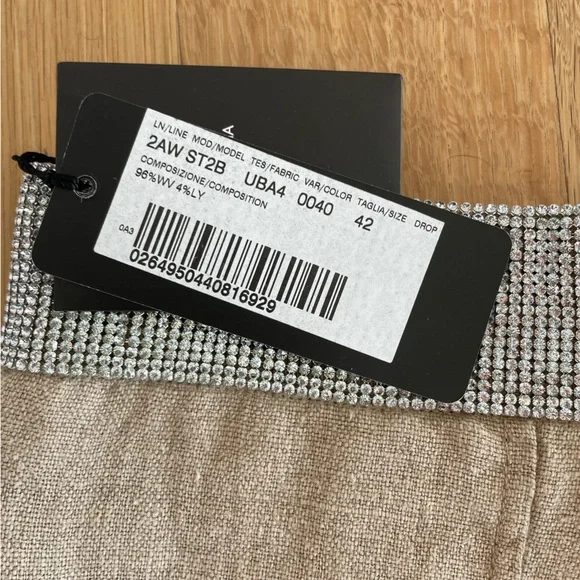 A
LN/LINE MOD/MODEL TES/FABRIC VAR/COLOR TAGLIA/SIZE DROP
2AW ST2B UBA4 0040 42
COMPOSIZIONE/COMPOSITION
96%WV 4%LY
0A3
0264950440816929